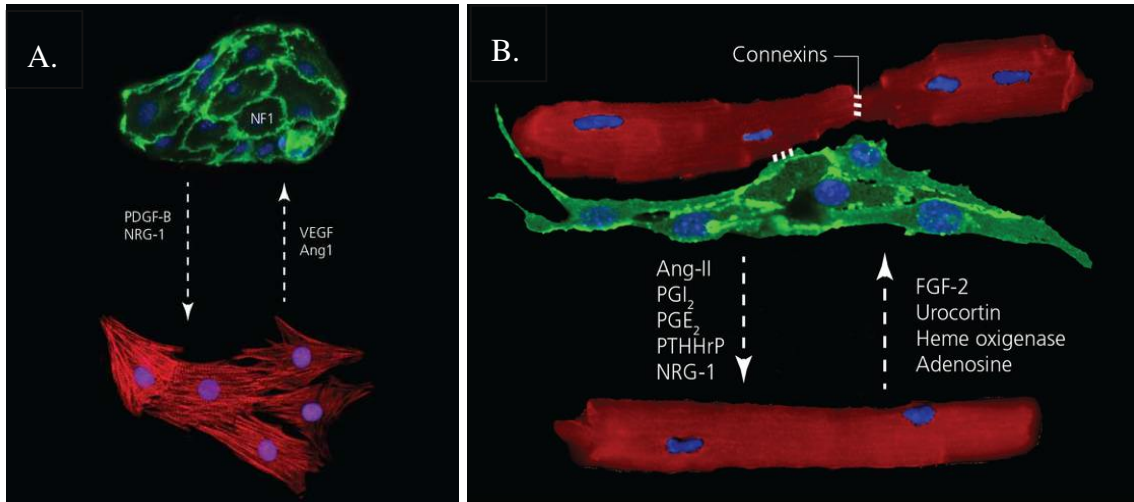 A.
NF1
PDGF-B
NRG-1
VEGF
Ang1
B.
Connexins
Ang-II
PGI₂
PGE₂
PTHHrP
NRG-1
FGF-2
Urocortin
Heme oxigenase
Adenosine